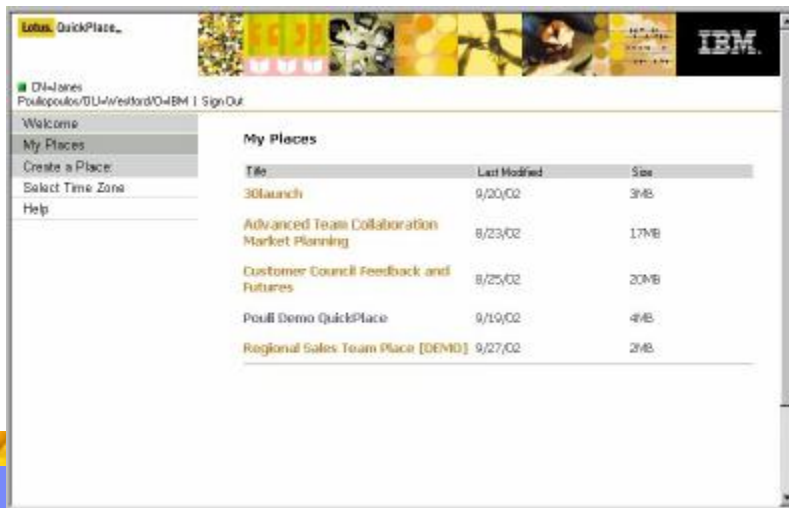 Lotus. QuickPlace
IBM.
CN=James
Pouliopoulos/OU=Westford/O=IBM | Sign Out
Welcome
My Places
Create a Place
Select Time Zone
Help
My Places
Title Last Modified Size
30launch 9/20/02 3MB
Advanced Team Collaboration
Market Planning 8/23/02 17MB
Customer Council Feedback and
Futures 8/25/02 20MB
Pouli Demo QuickPlace 9/19/02 4MB
Regional Sales Team Place [DEMO] 9/27/02 2MB